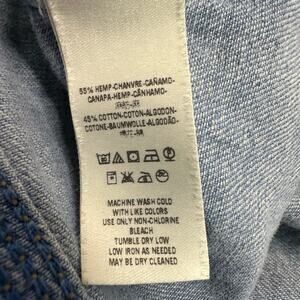 55% HEMP-CHANVRE-CAÑAMO-
CANAPA-HEMP-CÂNHAMO-
45% COTTON-COTON-ALGODON-
COTONE-BAUMWOLLE-ALGODÃO-
MACHINE WASH COLD
WITH LIKE COLORS
USE ONLY NON-CHLORINE
BLEACH
TUMBLE DRY LOW
LOW IRON AS NEEDED
MAY BE DRY CLEANED